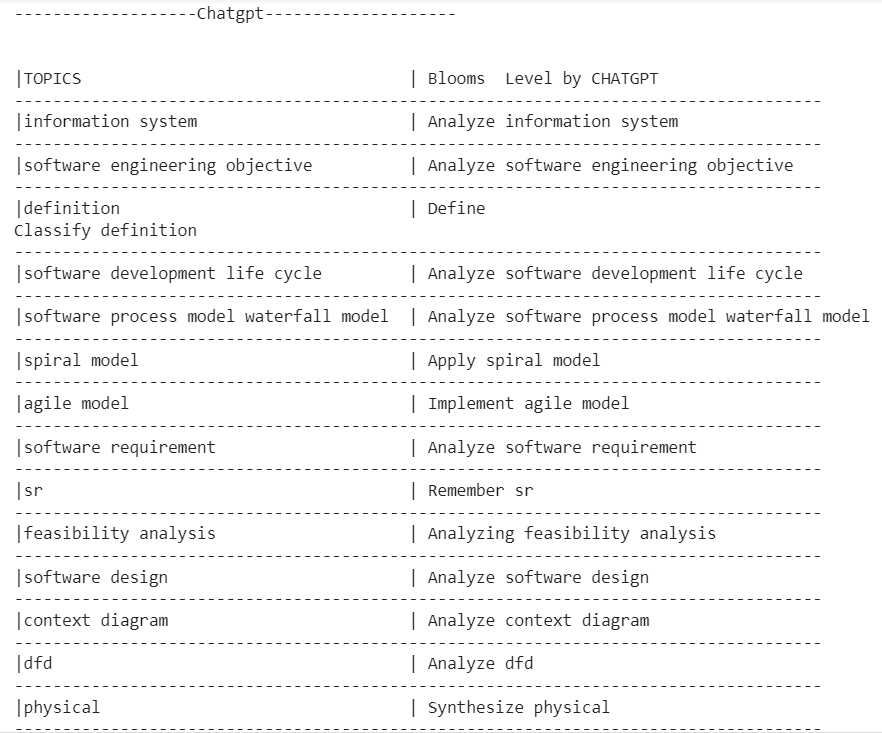 -------------------Chatgpt--------------------
|TOPICS | Blooms  Level by CHATGPT
------------------------------------------------------------------------------------
|information system | Analyze information system
------------------------------------------------------------------------------------
|software engineering objective | Analyze software engineering objective
------------------------------------------------------------------------------------
|definition | Define
Classify definition
------------------------------------------------------------------------------------
|software development life cycle | Analyze software development life cycle
------------------------------------------------------------------------------------
|software process model waterfall model | Analyze software process model waterfall model
------------------------------------------------------------------------------------
|spiral model | Apply spiral model
------------------------------------------------------------------------------------
|agile model | Implement agile model
------------------------------------------------------------------------------------
|software requirement | Analyze software requirement
------------------------------------------------------------------------------------
|sr | Remember sr
------------------------------------------------------------------------------------
|feasibility analysis | Analyzing feasibility analysis
------------------------------------------------------------------------------------
|software design | Analyze software design
------------------------------------------------------------------------------------
|context diagram | Analyze context diagram
------------------------------------------------------------------------------------
|dfd | Analyze dfd
------------------------------------------------------------------------------------
|physical | Synthesize physical
------------------------------------------------------------------------------------